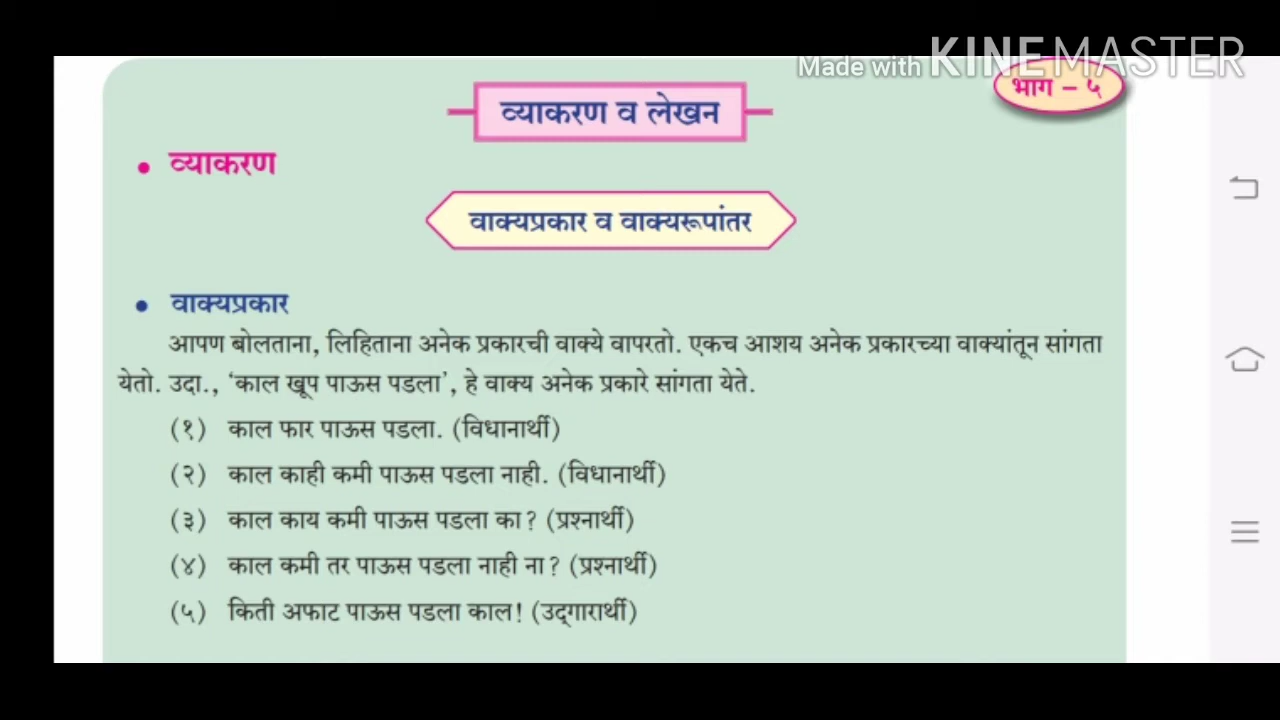 Made with KINEMASTER
भाग – ५
व्याकरण व लेखन
• व्याकरण
वाक्यप्रकार व वाक्यरूपांतर
• वाक्यप्रकार
आपण बोलताना, लिहिताना अनेक प्रकारची वाक्ये वापरतो. एकच आशय अनेक प्रकारच्या वाक्यांतून सांगता
येतो. उदा., ‘काल खूप पाऊस पडला’, हे वाक्य अनेक प्रकारे सांगता येते.
(१) काल फार पाऊस पडला. (विधानार्थी)
(२) काल काही कमी पाऊस पडला नाही. (विधानार्थी)
(३) काल काय कमी पाऊस पडला का? (प्रश्नार्थी)
(४) काल कमी तर पाऊस पडला नाही ना? (प्रश्नार्थी)
(५) किती अफाट पाऊस पडला काल! (उद्‌गारार्थी)